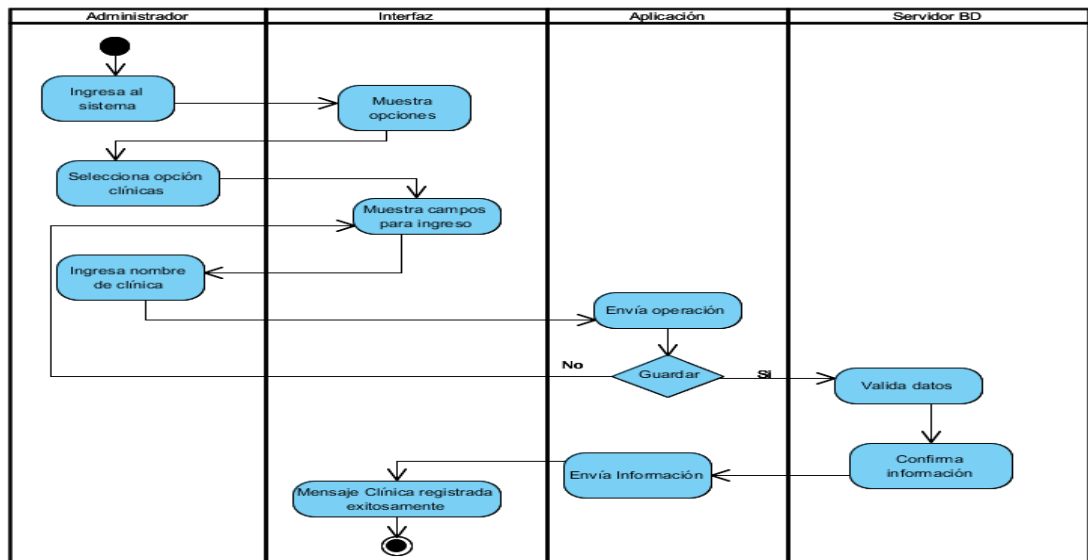 Administrador
Interfaz
Aplicación
Servidor BD
Ingresa al
sistema
Muestra
opciones
Selecciona opción
clínicas
Muestra campos
para ingreso
Ingresa nombre
de clínica
Envía operación
No
Guardar
Si
Valida datos
Confirma
información
Envía Información
Mensaje Clínica registrada
exitosamente